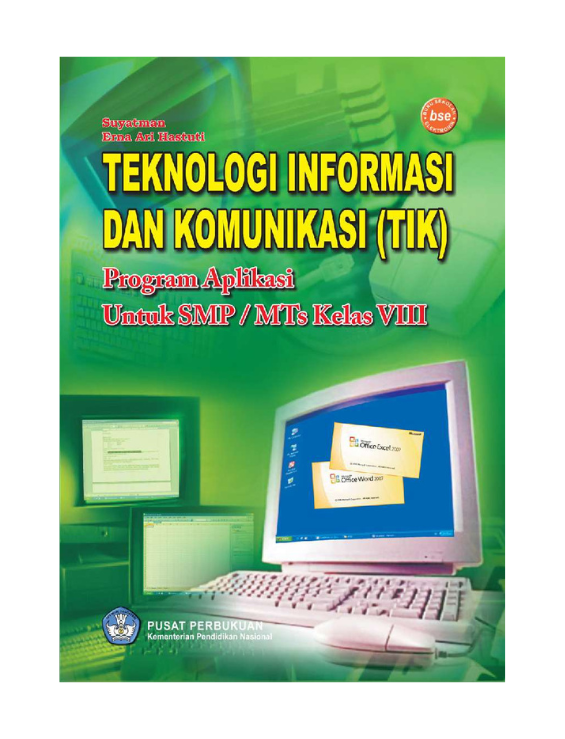 Suyatman
Erna Ari Hastuti
bse
TEKNOLOGI INFORMASI
DAN KOMUNIKASI (TIK)
Program Aplikasi
Untuk SMP / MTs Kelas VIII
Office Excel 2007
Office Word 2007
PUSAT PERBUKUAN
Kementerian Pendidikan Nasional